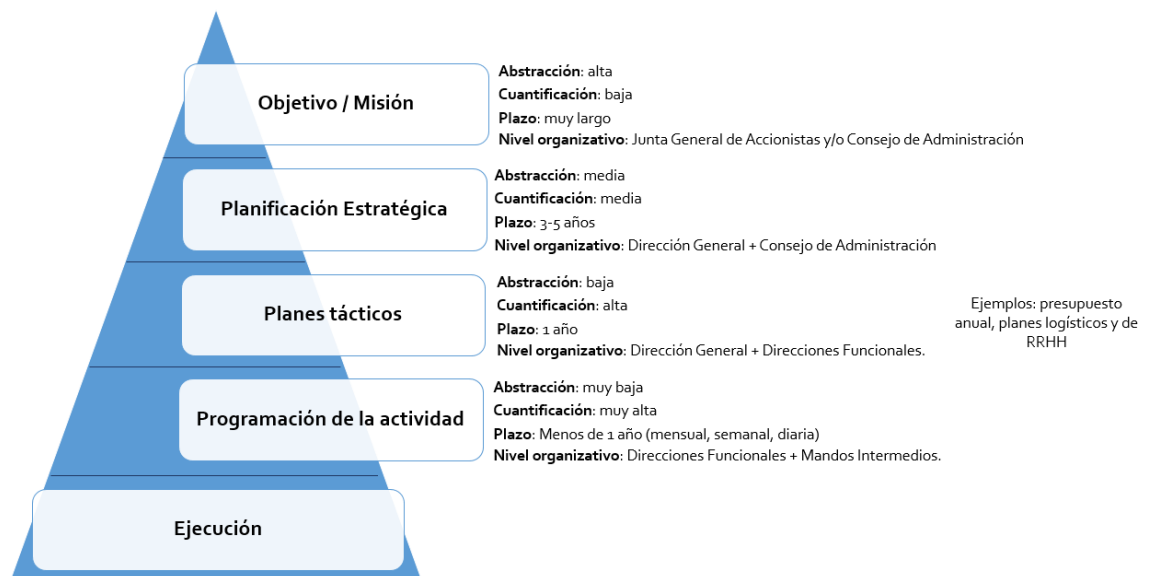 Objetivo / Misión
Abstracción: alta
Cuantificación: baja
Plazo: muy largo
Nivel organizativo: Junta General de Accionistas y/o Consejo de Administración
Planificación Estratégica
Abstracción: media
Cuantificación: media
Plazo: 3-5 años
Nivel organizativo: Dirección General + Consejo de Administración
Planes tácticos
Abstracción: baja
Cuantificación: alta
Plazo: 1 año
Nivel organizativo: Dirección General + Direcciones Funcionales.
Ejemplos: presupuesto
anual, planes logísticos y de
RRHH
Programación de la actividad
Abstracción: muy baja
Cuantificación: muy alta
Plazo: Menos de 1 año (mensual, semanal, diaria)
Nivel organizativo: Direcciones Funcionales + Mandos Intermedios.
Ejecución